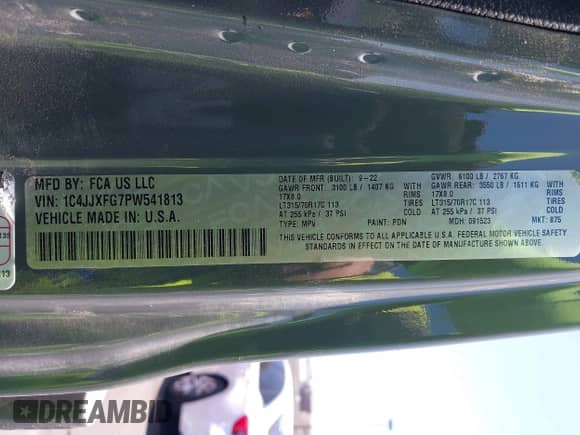 MFD BY: FCA US LLC
VIN: 1C4JJXFG7PW541813
VEHICLE MADE IN U.S.A.
DATE OF MFR (BUILT): 9-22
GAWR FRONT: 3100 LB / 1407 KG
17X8.0
LT315/70R17C 113
AT 255 kPa / 37 PSI
TYPE: MPV
PAINT: PDN
MDH: 091523
THIS VEHICLE CONFORMS TO ALL APPLICABLE U.S.A. FEDERAL MOTOR VEHICLE SAFETY
STANDARDS IN EFFECT ON THE DATE OF MANUFACTURE SHOWN ABOVE.
WITH
RIMS
WITH
TIRES
GVWR: 6100 LB / 2767 KG
GAWR REAR: 3550 LB / 1611 KG
17X8.0
LT315/70R17C 113
AT 255 kPa / 37 PSI
WITH
RIMS
WITH
TIRES
MKT: 875
113
DREAMBID